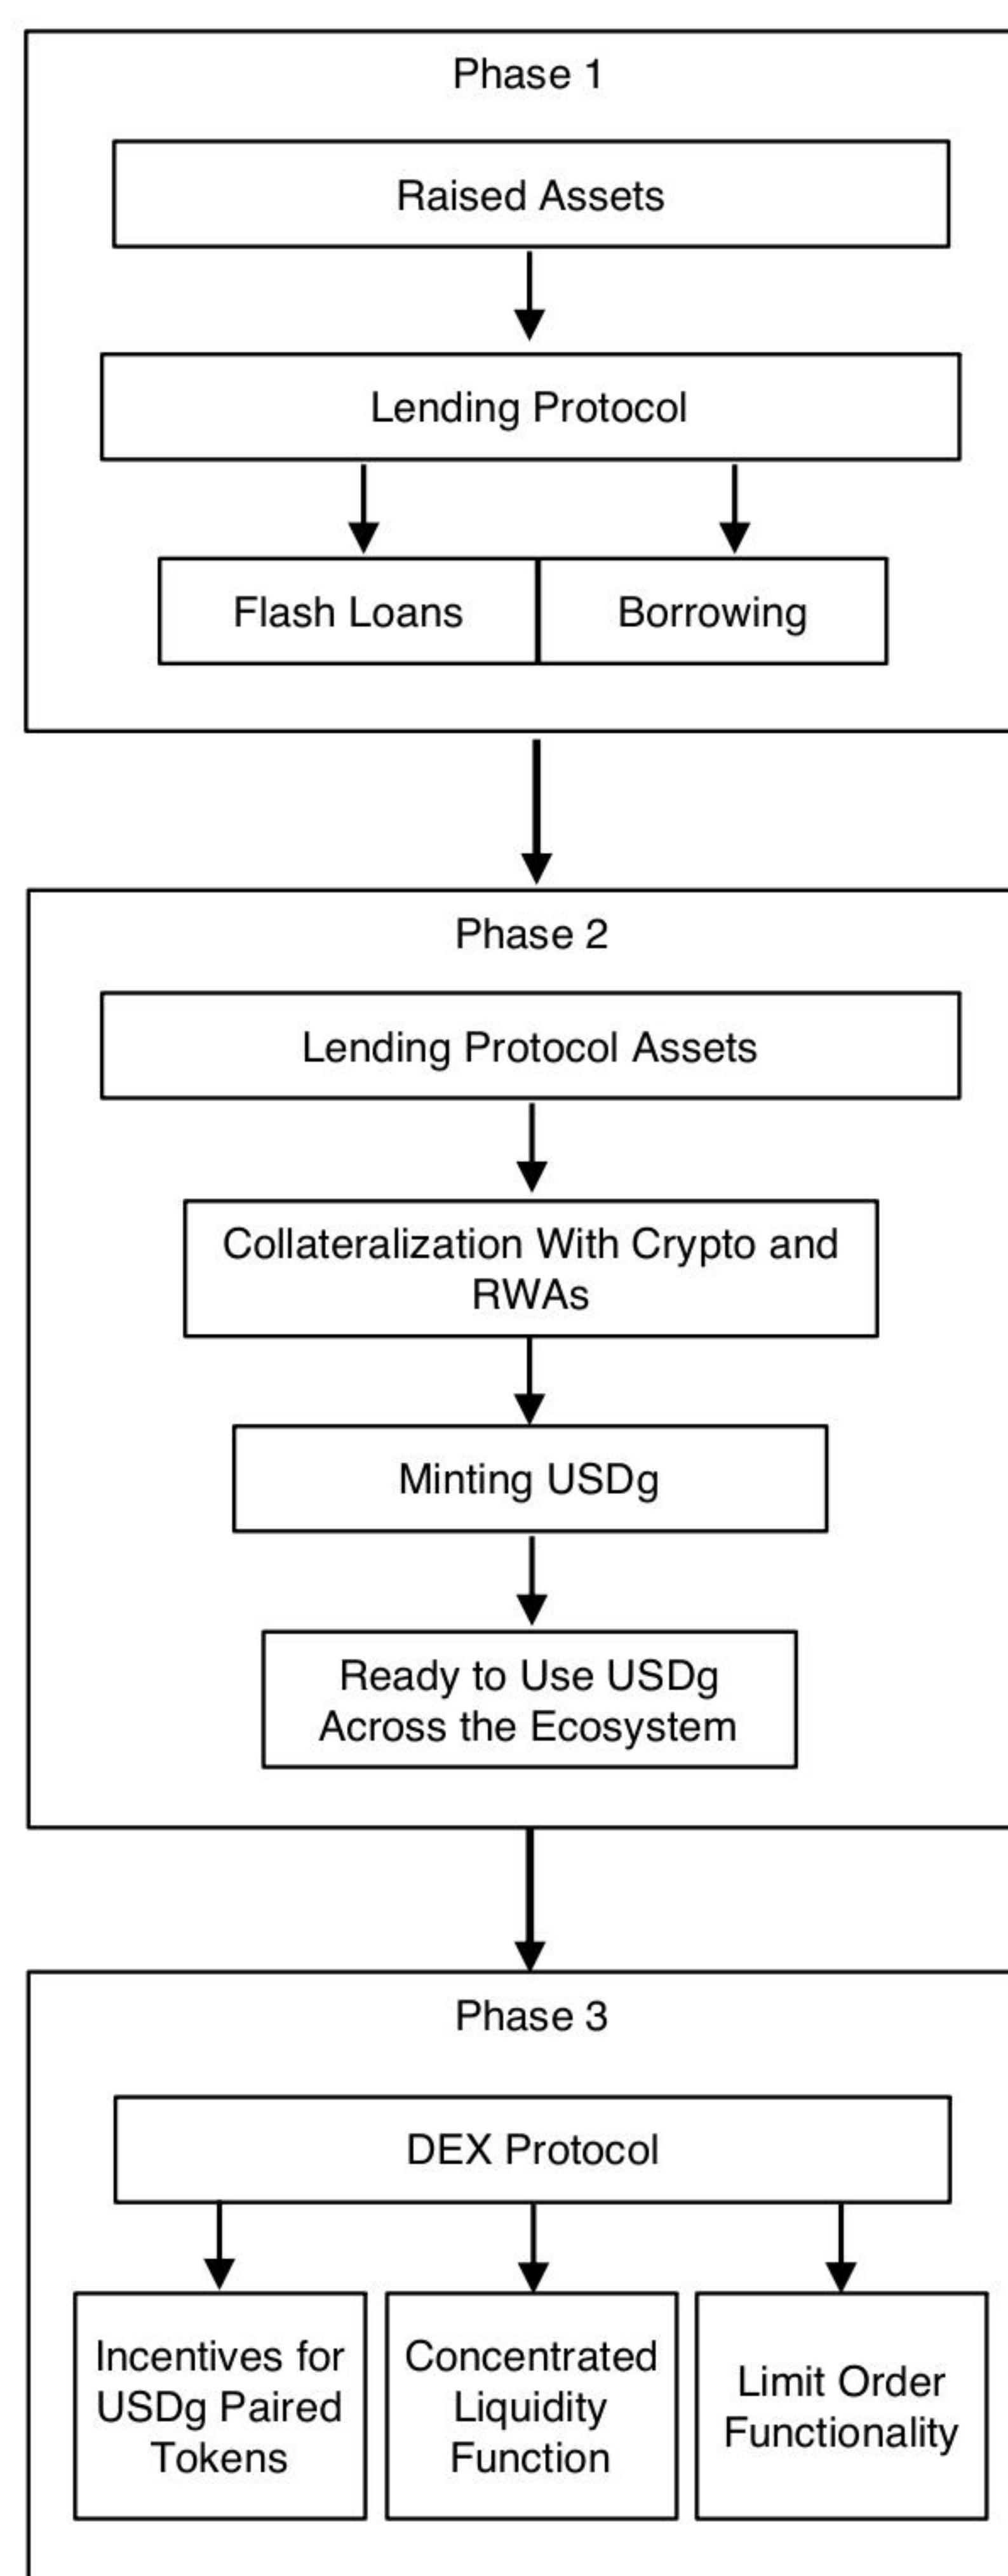 Phase 1
Raised Assets
Lending Protocol
Flash Loans
Borrowing
Phase 2
Lending Protocol Assets
Collateralization With Crypto and
RWAs
Minting USDg
Ready to Use USDg
Across the Ecosystem
Phase 3
DEX Protocol
Incentives for
USDg Paired
Tokens
Concentrated
Liquidity
Function
Limit Order
Functionality